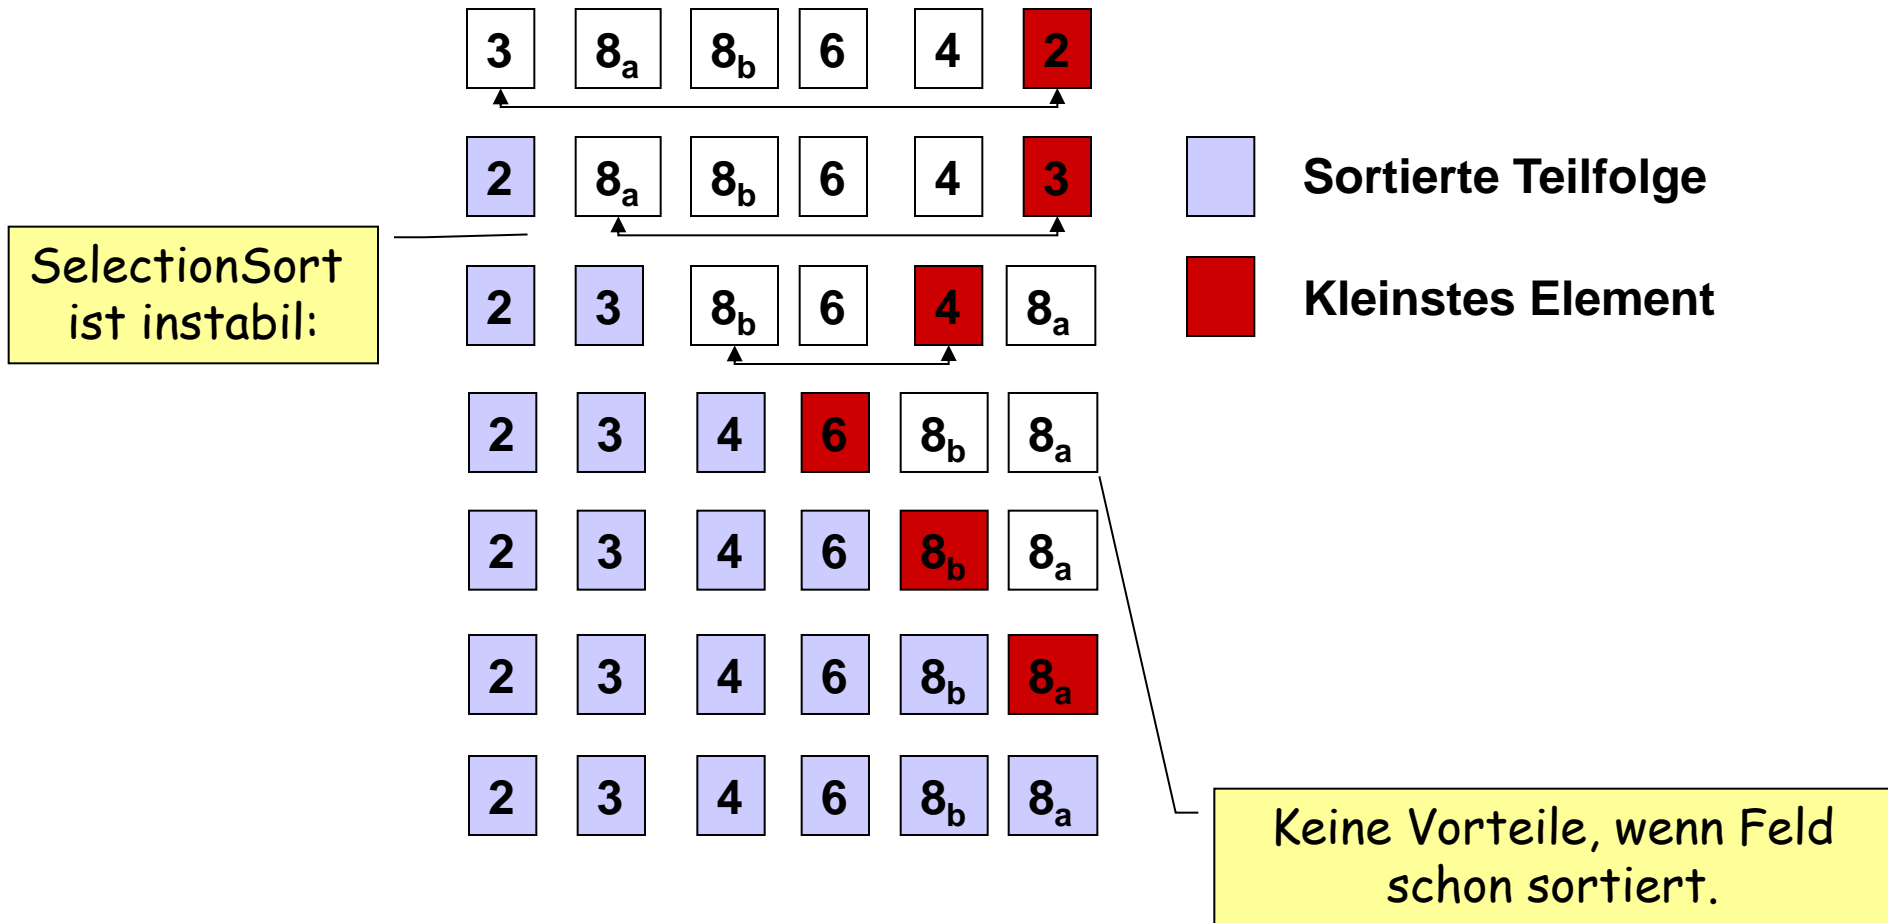 3 8a 8b 6 4 2
2 8a 8b 6 4 3
Sortierte Teilfolge
SelectionSort
ist instabil:
2 3 8b 6 4 8a
Kleinstes Element
2 3 4 6 8b 8a
2 3 4 6 8b 8a
2 3 4 6 8b 8a
2 3 4 6 8b 8a
Keine Vorteile, wenn Feld
schon sortiert.